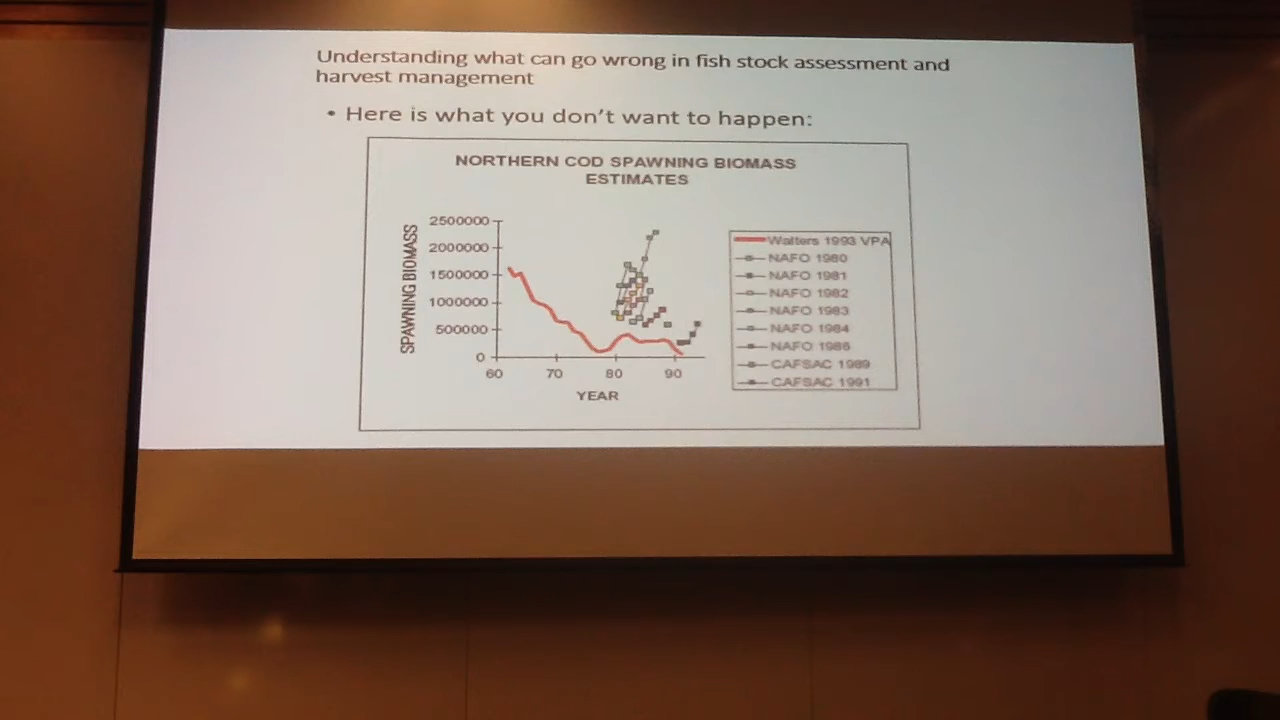 Understanding what can go wrong in fish stock assessment and
harvest management
• Here is what you don't want to happen:
NORTHERN COD SPAWNING BIOMASS
ESTIMATES
SPAWNING BIOMASS
2500000
2000000
1500000
1000000
500000
0
60 70 80 90
YEAR
Walters 1993 VPA
NAFO 1980
NAFO 1981
NAFO 1982
NAFO 1983
NAFO 1984
NAFO 1986
CAFSAC 1989
CAFSAC 1991